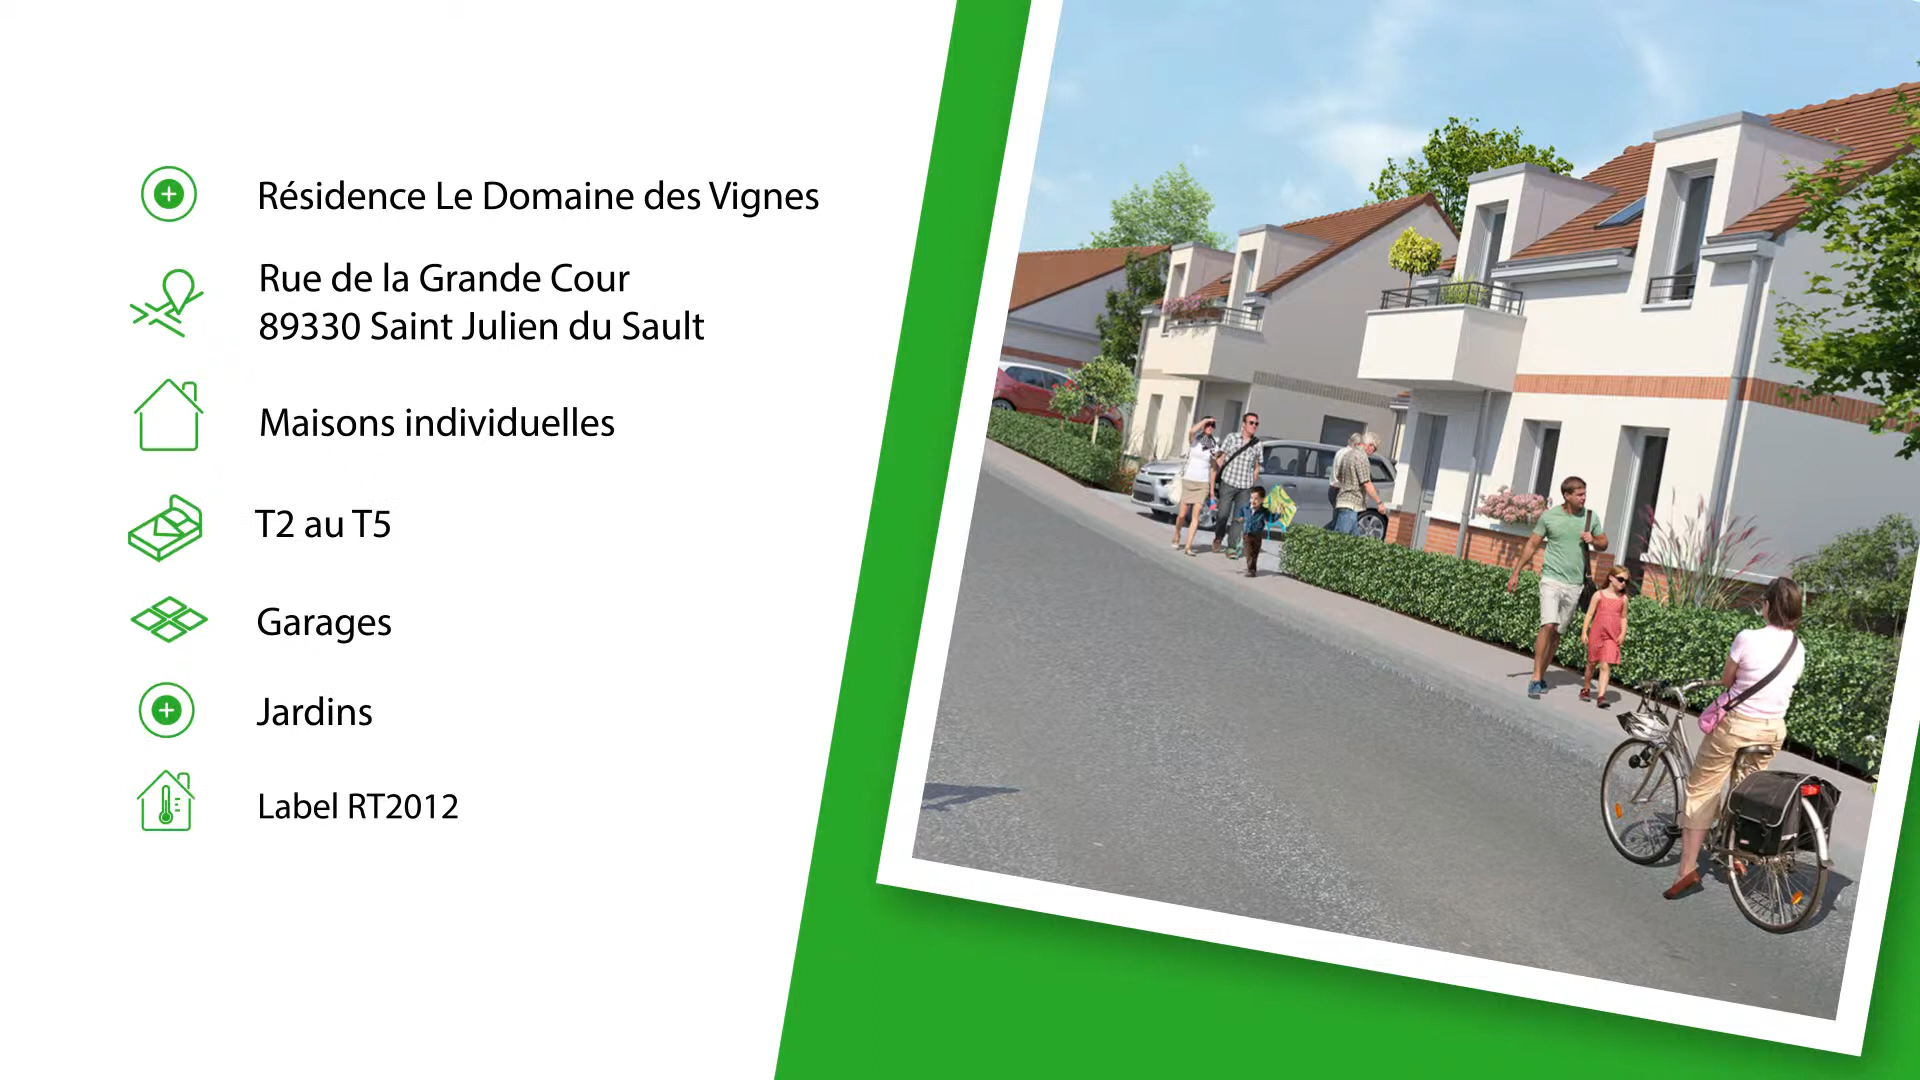 Résidence Le Domaine des Vignes
Rue de la Grande Cour
89330 Saint Julien du Sault
Maisons individuelles
T2 au T5
Garages
Jardins
Label RT2012